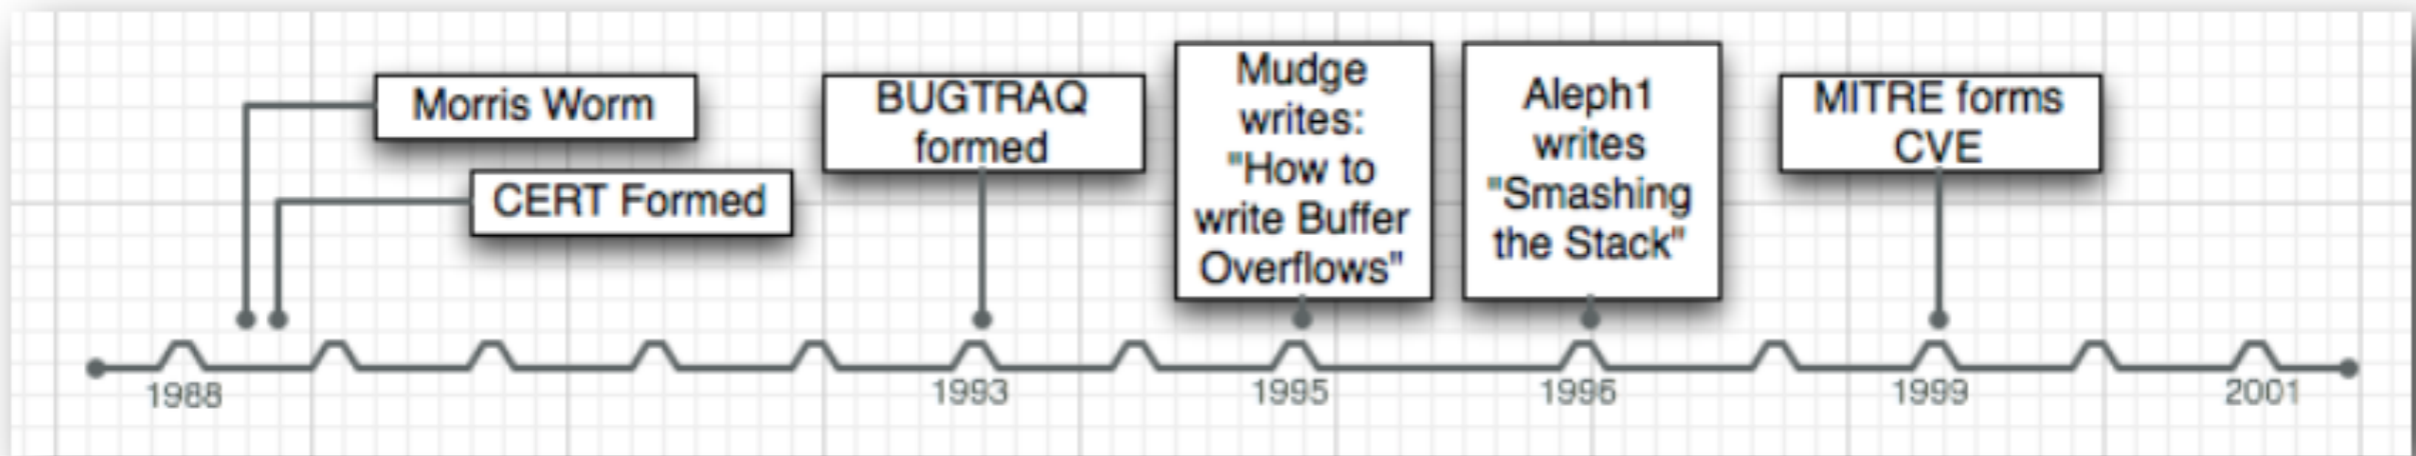 Morris Worm
CERT Formed
BUGTRAQ
formed
Mudge
writes:
"How to
write Buffer
Overflows"
Aleph1
writes
"Smashing
the Stack"
MITRE forms
CVE
1988
1993
1995
1996
1999
2001